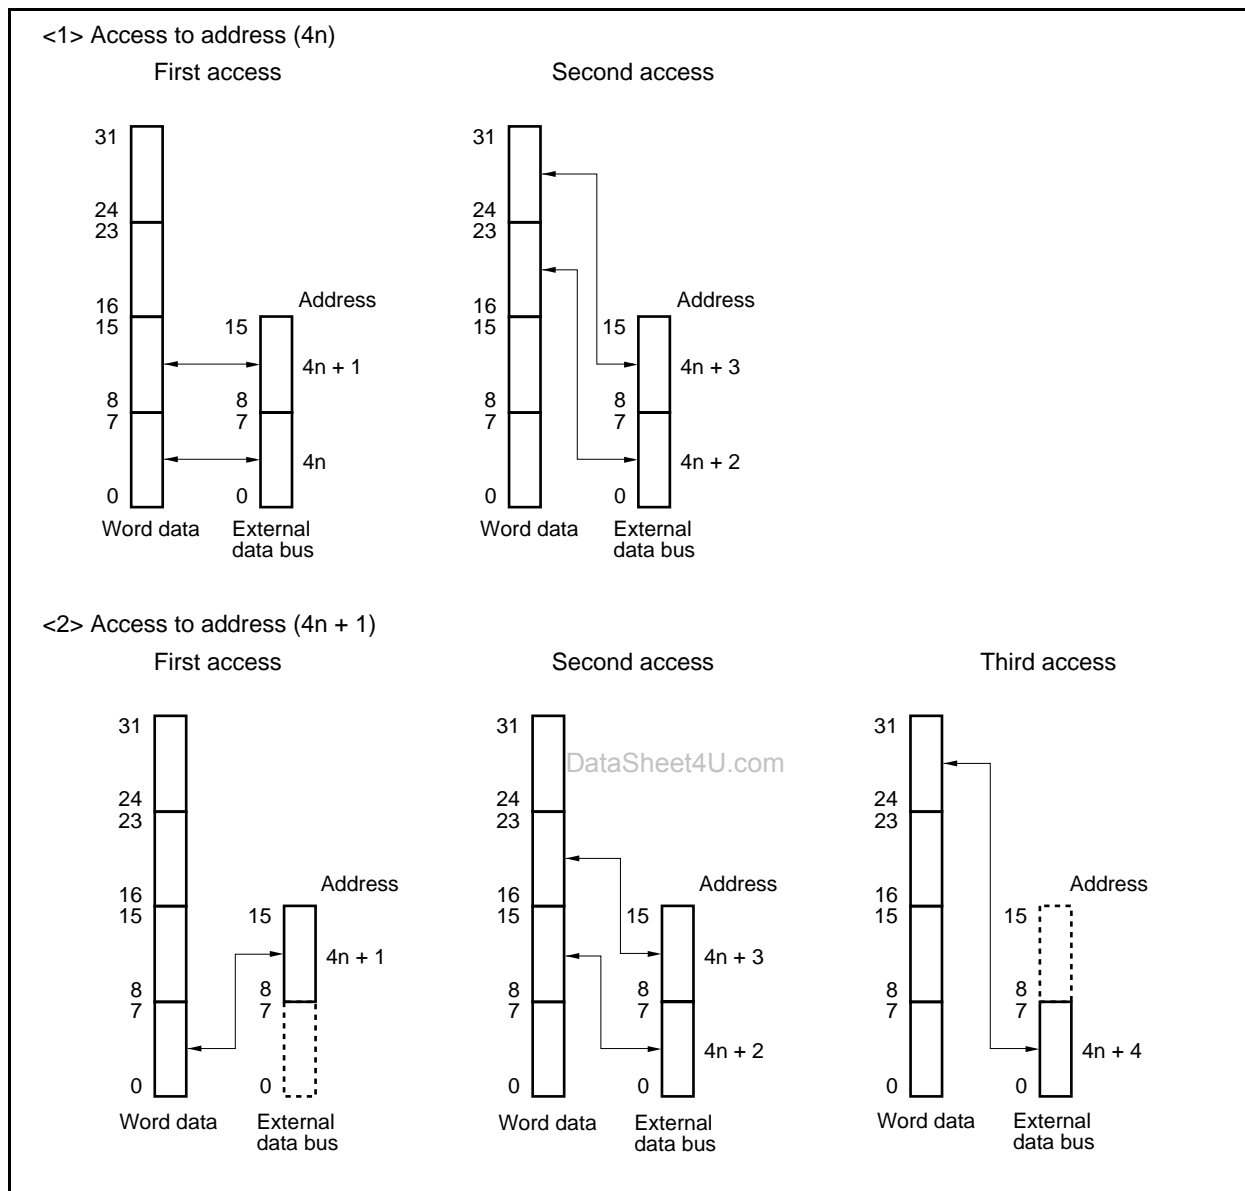 <1> Access to address (4n)
First access
Second access
31
24
23
16
15
8
7
0
Word data
Address
15
4n + 1
8
7
4n
0
External
data bus
31
24
23
16
15
8
7
0
Word data
Address
15
4n + 3
8
7
4n + 2
0
External
data bus
<2> Access to address (4n + 1)
First access
Second access
Third access
31
24
23
16
15
8
7
0
Word data
Address
15
4n + 1
8
7
0
External
data bus
31
24
23
16
15
8
7
0
Word data
DataSheet4U.com
Address
15
4n + 3
8
7
4n + 2
0
External
data bus
31
24
23
16
15
8
7
0
Word data
Address
15
8
7
4n + 4
0
External
data bus